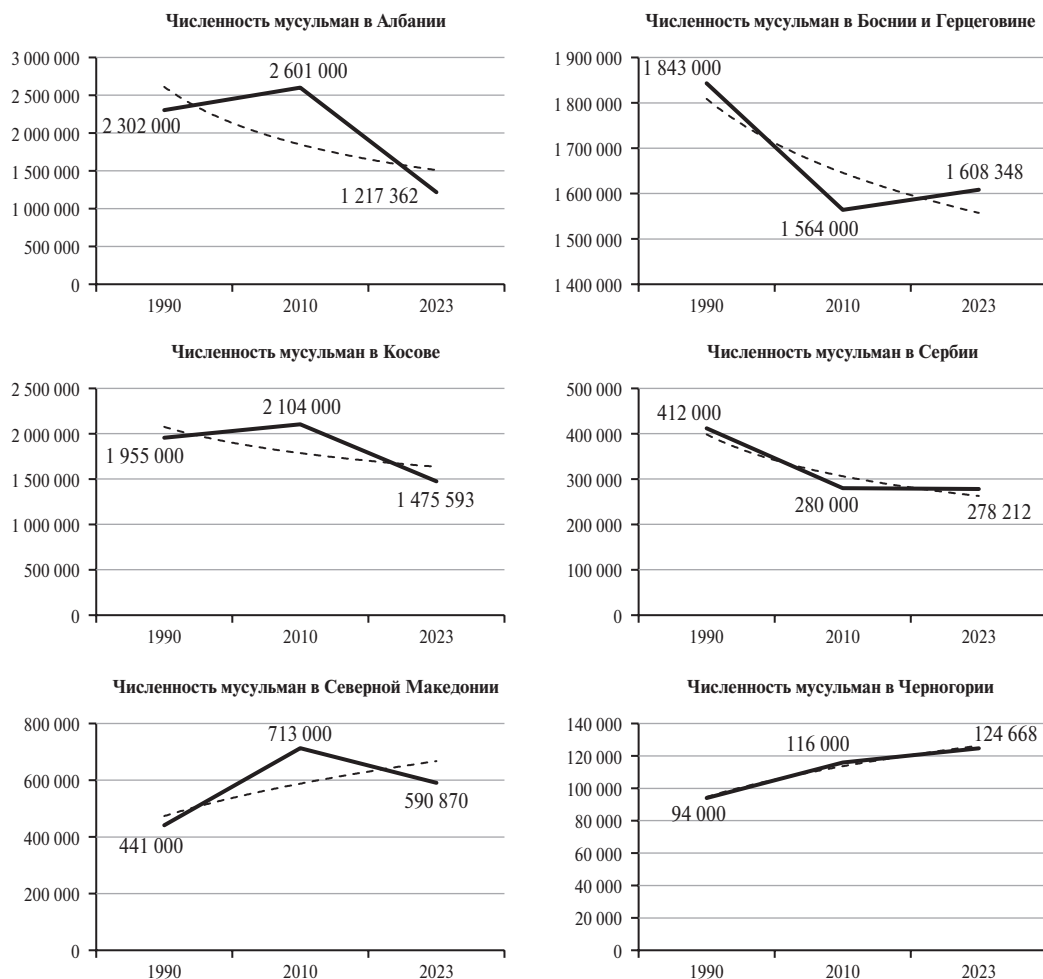 Численность мусульман в Албании
3 000 000
2 500 000
2 000 000
1 500 000
1 000 000
500 000
0
2 302 000
2 601 000
1 217 362
1990
2010
2023
Численность мусульман в Боснии и Герцеговине
1 900 000
1 800 000
1 700 000
1 600 000
1 500 000
1 400 000
1 843 000
1 564 000
1 608 348
1990
2010
2023
Численность мусульман в Косове
2 500 000
2 000 000
1 500 000
1 000 000
500 000
0
1 955 000
2 104 000
1 475 593
1990
2010
2023
Численность мусульман в Сербии
500 000
400 000
300 000
200 000
100 000
0
412 000
280 000
278 212
1990
2010
2023
Численность мусульман в Северной Македонии
800 000
600 000
400 000
200 000
0
441 000
713 000
590 870
1990
2010
2023
Численность мусульман в Черногории
140 000
120 000
100 000
80 000
60 000
40 000
20 000
0
94 000
116 000
124 668
1990
2010
2023